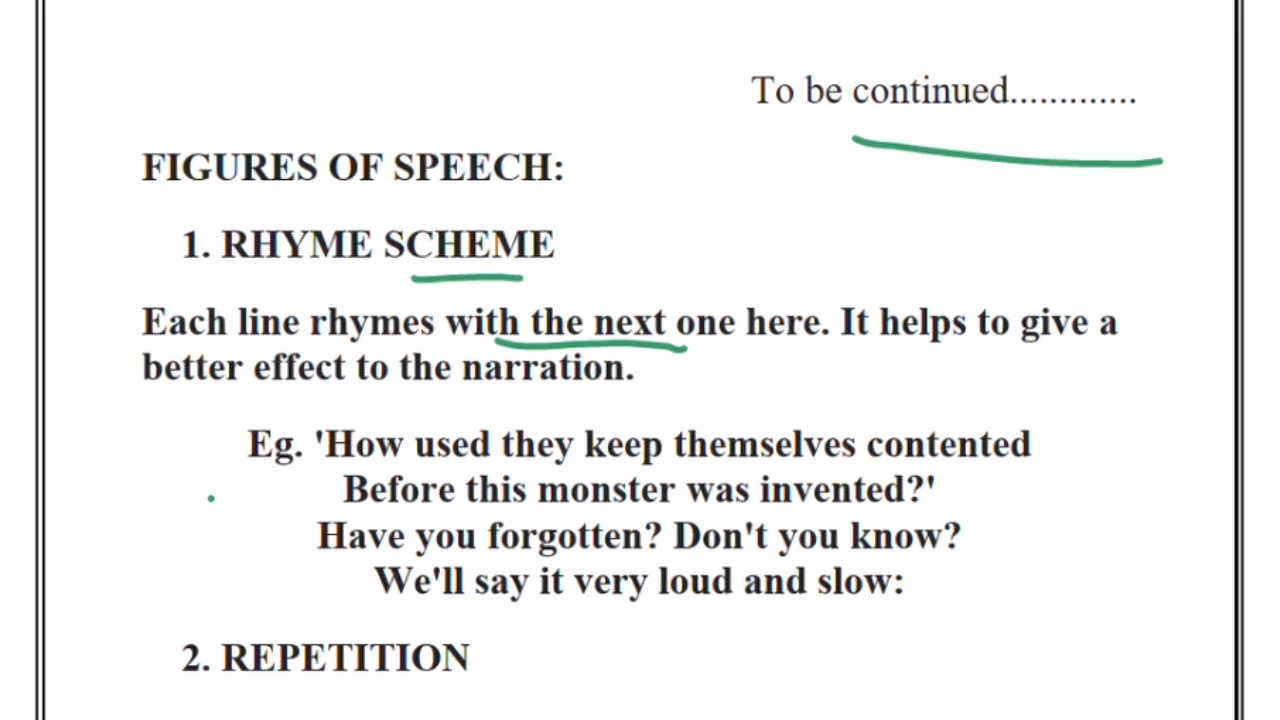 To be continued.............
FIGURES OF SPEECH:
1. RHYME SCHEME
Each line rhymes with the next one here. It helps to give a
better effect to the narration.
Eg. 'How used they keep themselves contented
Before this monster was invented?'
Have you forgotten? Don't you know?
We'll say it very loud and slow:
2. REPETITION